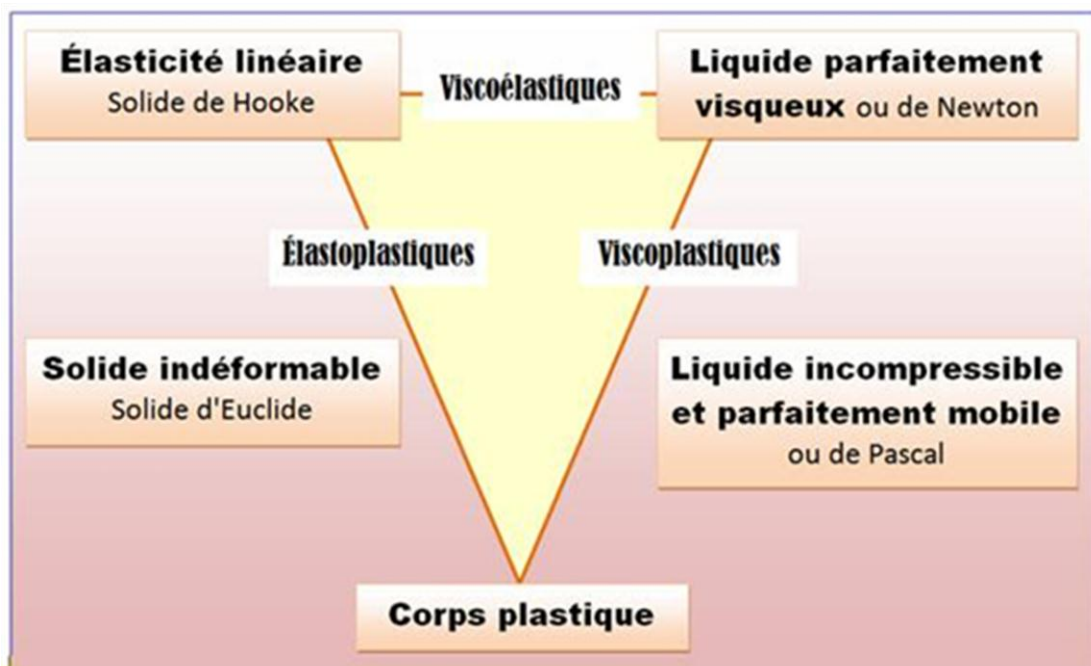 Élasticité linéaire
Solide de Hooke
Viscoélastiques
Liquide parfaitement
visqueux ou de Newton
Élastoplastiques
Viscoplastiques
Solide indéformable
Solide d'Euclide
Liquide incompressible
et parfaitement mobile
ou de Pascal
Corps plastique